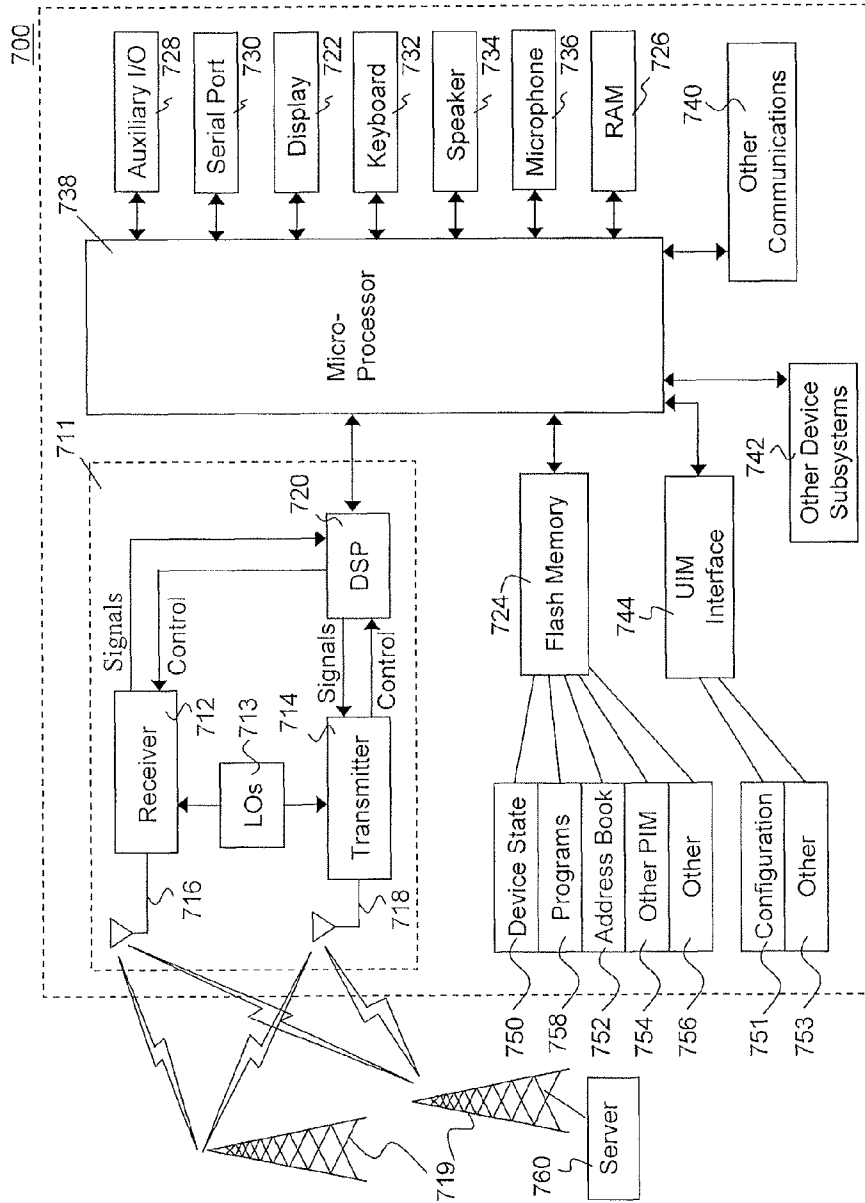 700
Auxiliary I/O
728
Serial Port
730
Display
722
Keyboard
732
Speaker
734
Microphone
736
RAM
726
Other
Communications
740
738
Micro-
Processor
711
720
DSP
Signals
Control
Signals
Control
Receiver
712
LOs
713
Transmitter
714
716
718
Flash Memory
724
UIM
Interface
744
Other Device
Subsystems
742
Device State
Programs
Address Book
Other PIM
Other
Configuration
Other
750
758
752
754
756
751
753
719
760
Server